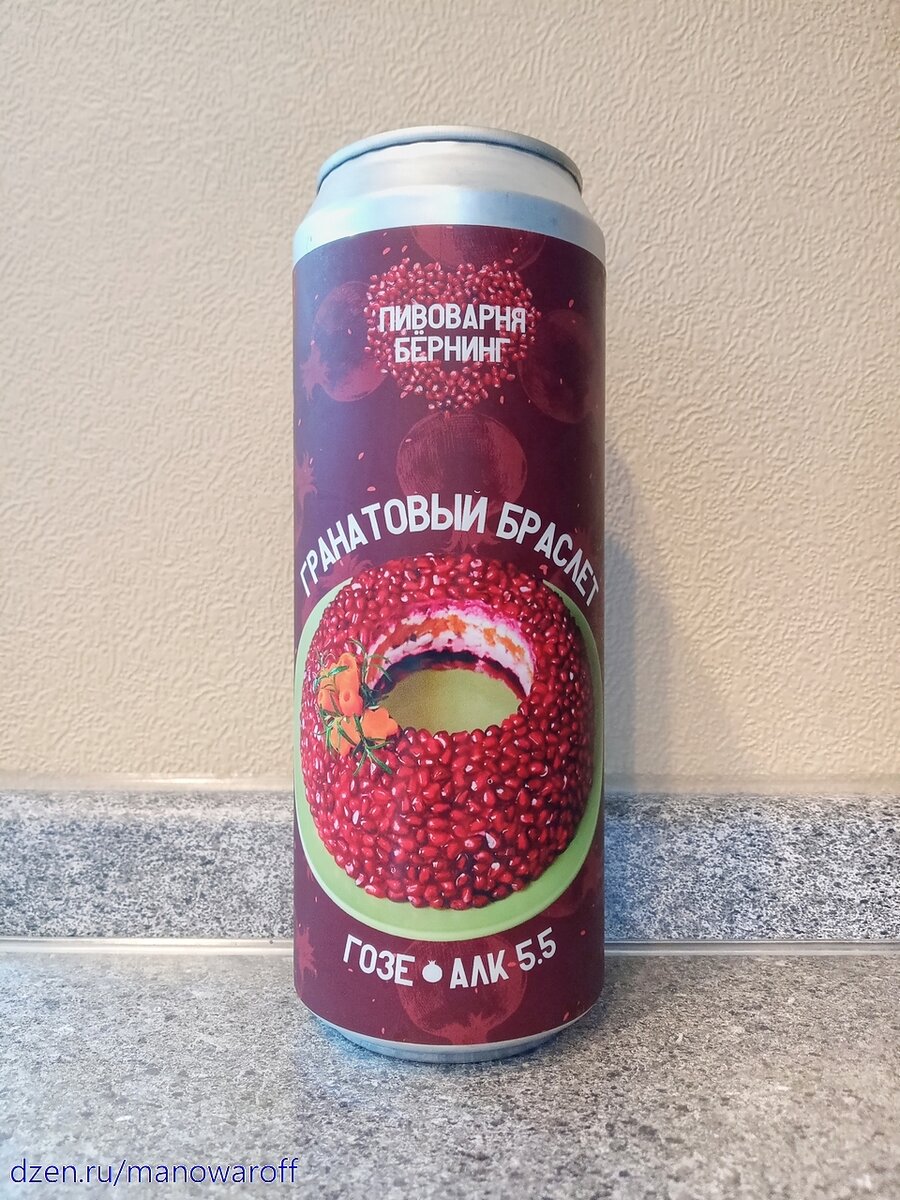 ПИВОВАРНЯ
БЁРНИНГ
ГРАНАТОВЫЙ БРАСЛЕТ
ГОЗЕ АЛК 5.5
dzen.ru/manowaroff